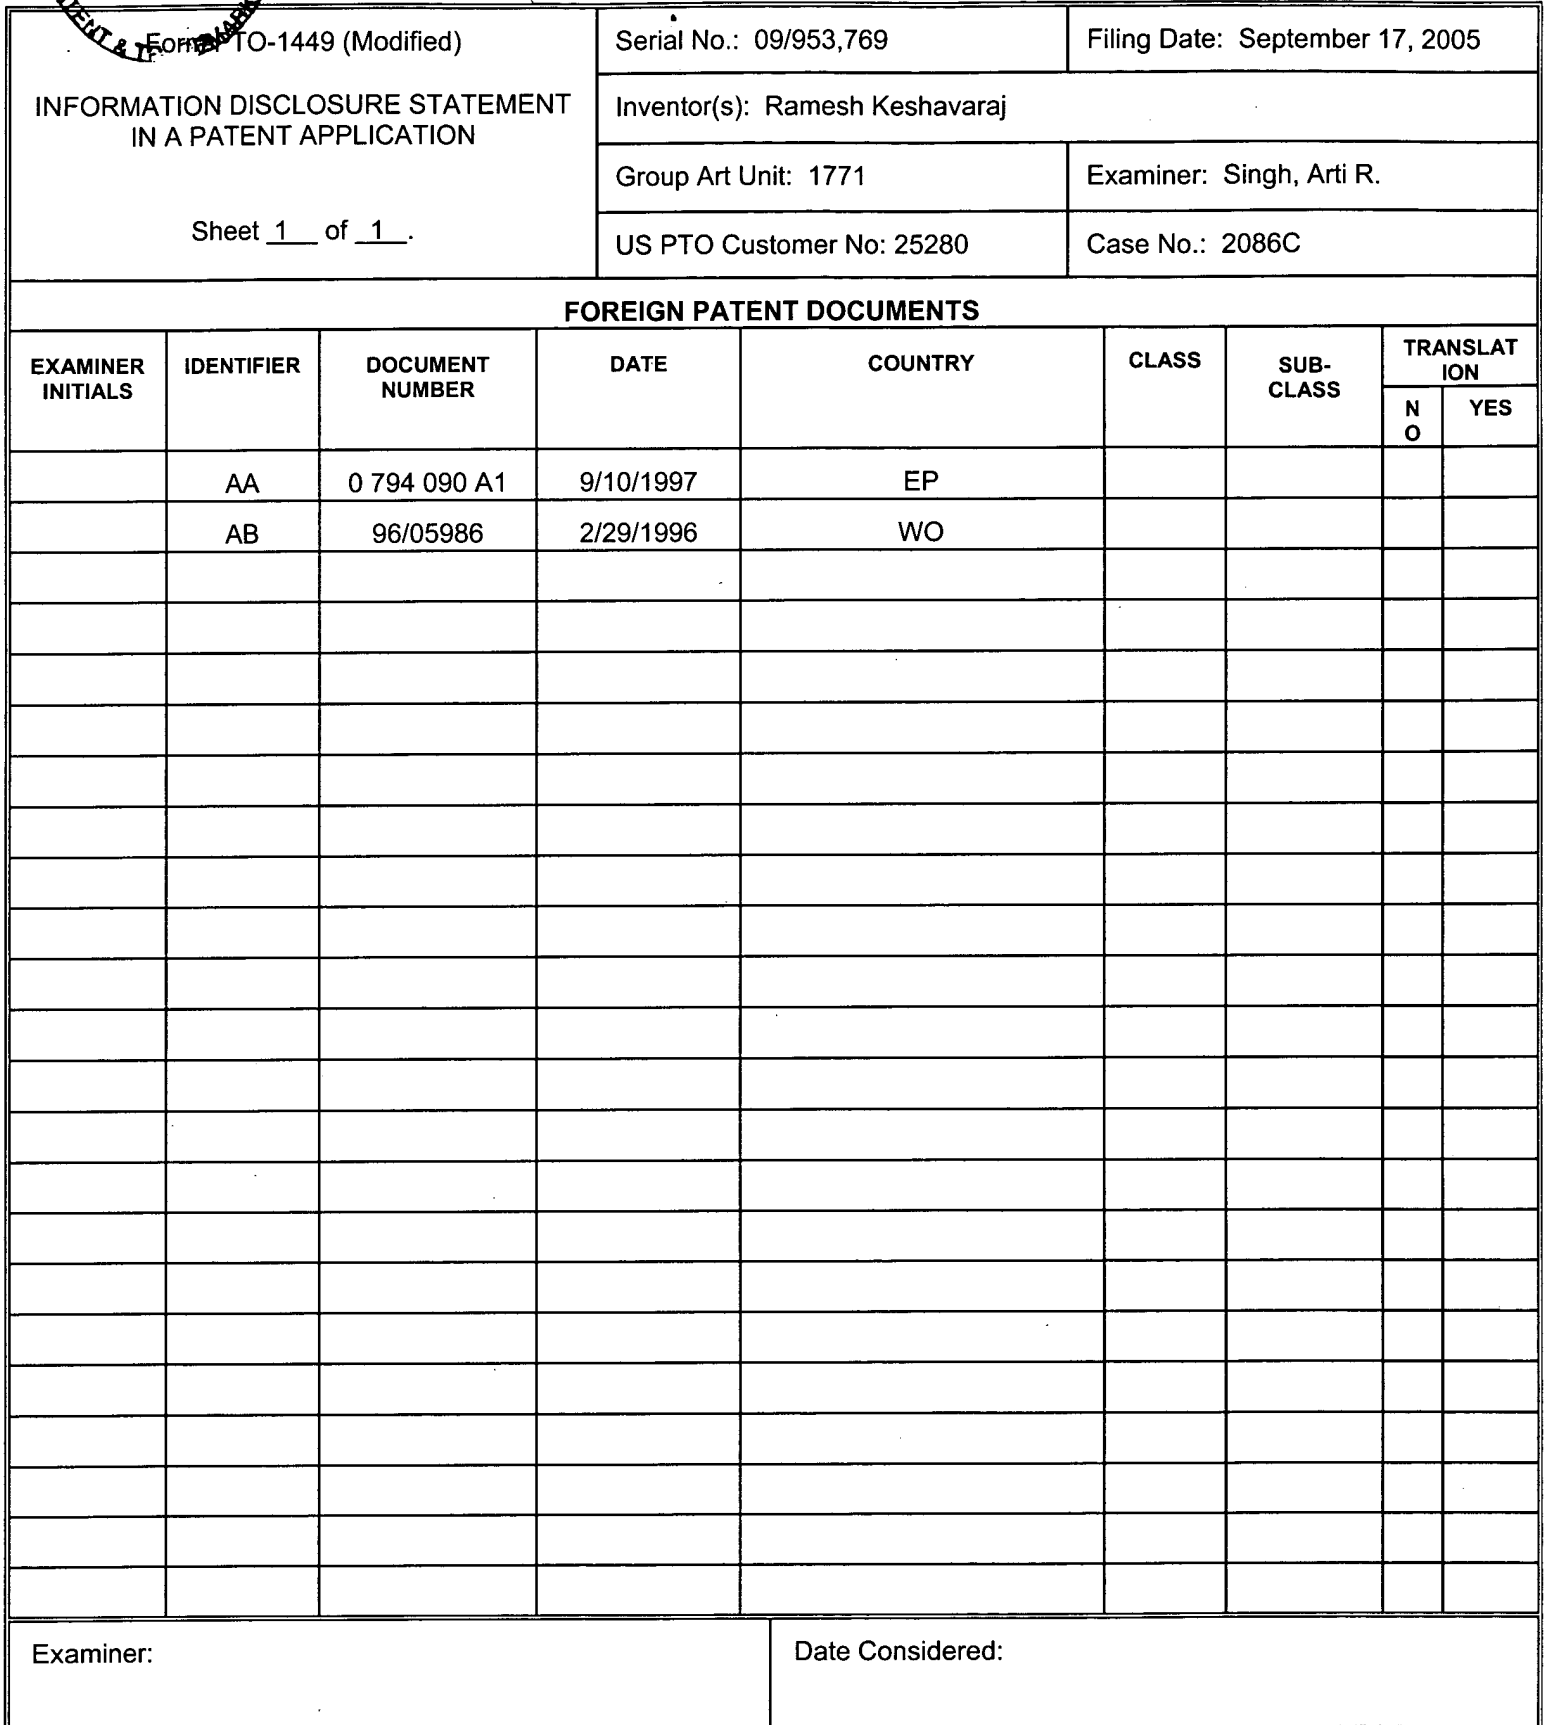 Form PTO-1449 (Modified)
INFORMATION DISCLOSURE STATEMENT
IN A PATENT APPLICATION
Sheet 1 of 1.
Serial No.: 09/953,769
Filing Date: September 17, 2005
Inventor(s): Ramesh Keshavaraj
Group Art Unit: 1771
Examiner: Singh, Arti R.
US PTO Customer No: 25280
Case No.: 2086C
FOREIGN PATENT DOCUMENTS
EXAMINER
INITIALS
IDENTIFIER
DOCUMENT
NUMBER
DATE
COUNTRY
CLASS
SUB-
CLASS
TRANSLAT
ION
N
O
YES
AA 0 794 090 A1 9/10/1997 EP
AB 96/05986 2/29/1996 WO
Examiner:
Date Considered: